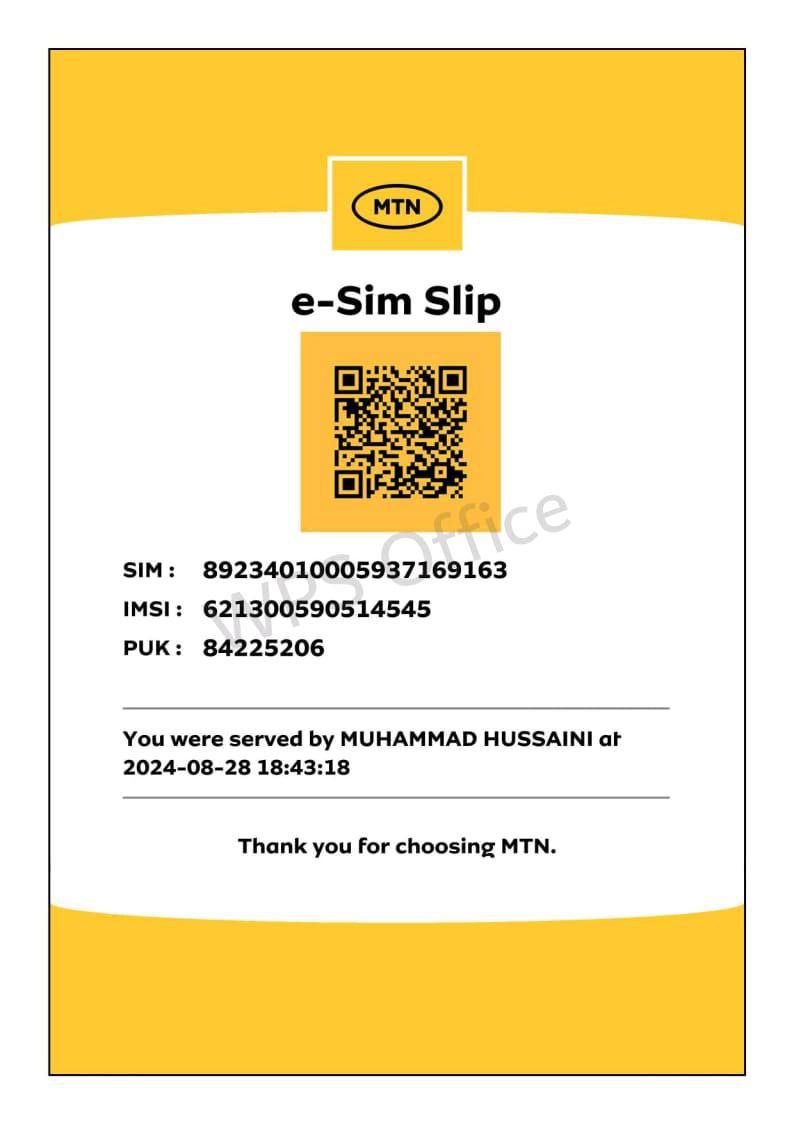 MTN
e-Sim Slip
WPS Office
SIM : 89234010005937169163
IMSI : 621300590514545
PUK : 84225206
You were served by MUHAMMAD HUSSAINI at
2024-08-28 18:43:18
Thank you for choosing MTN.